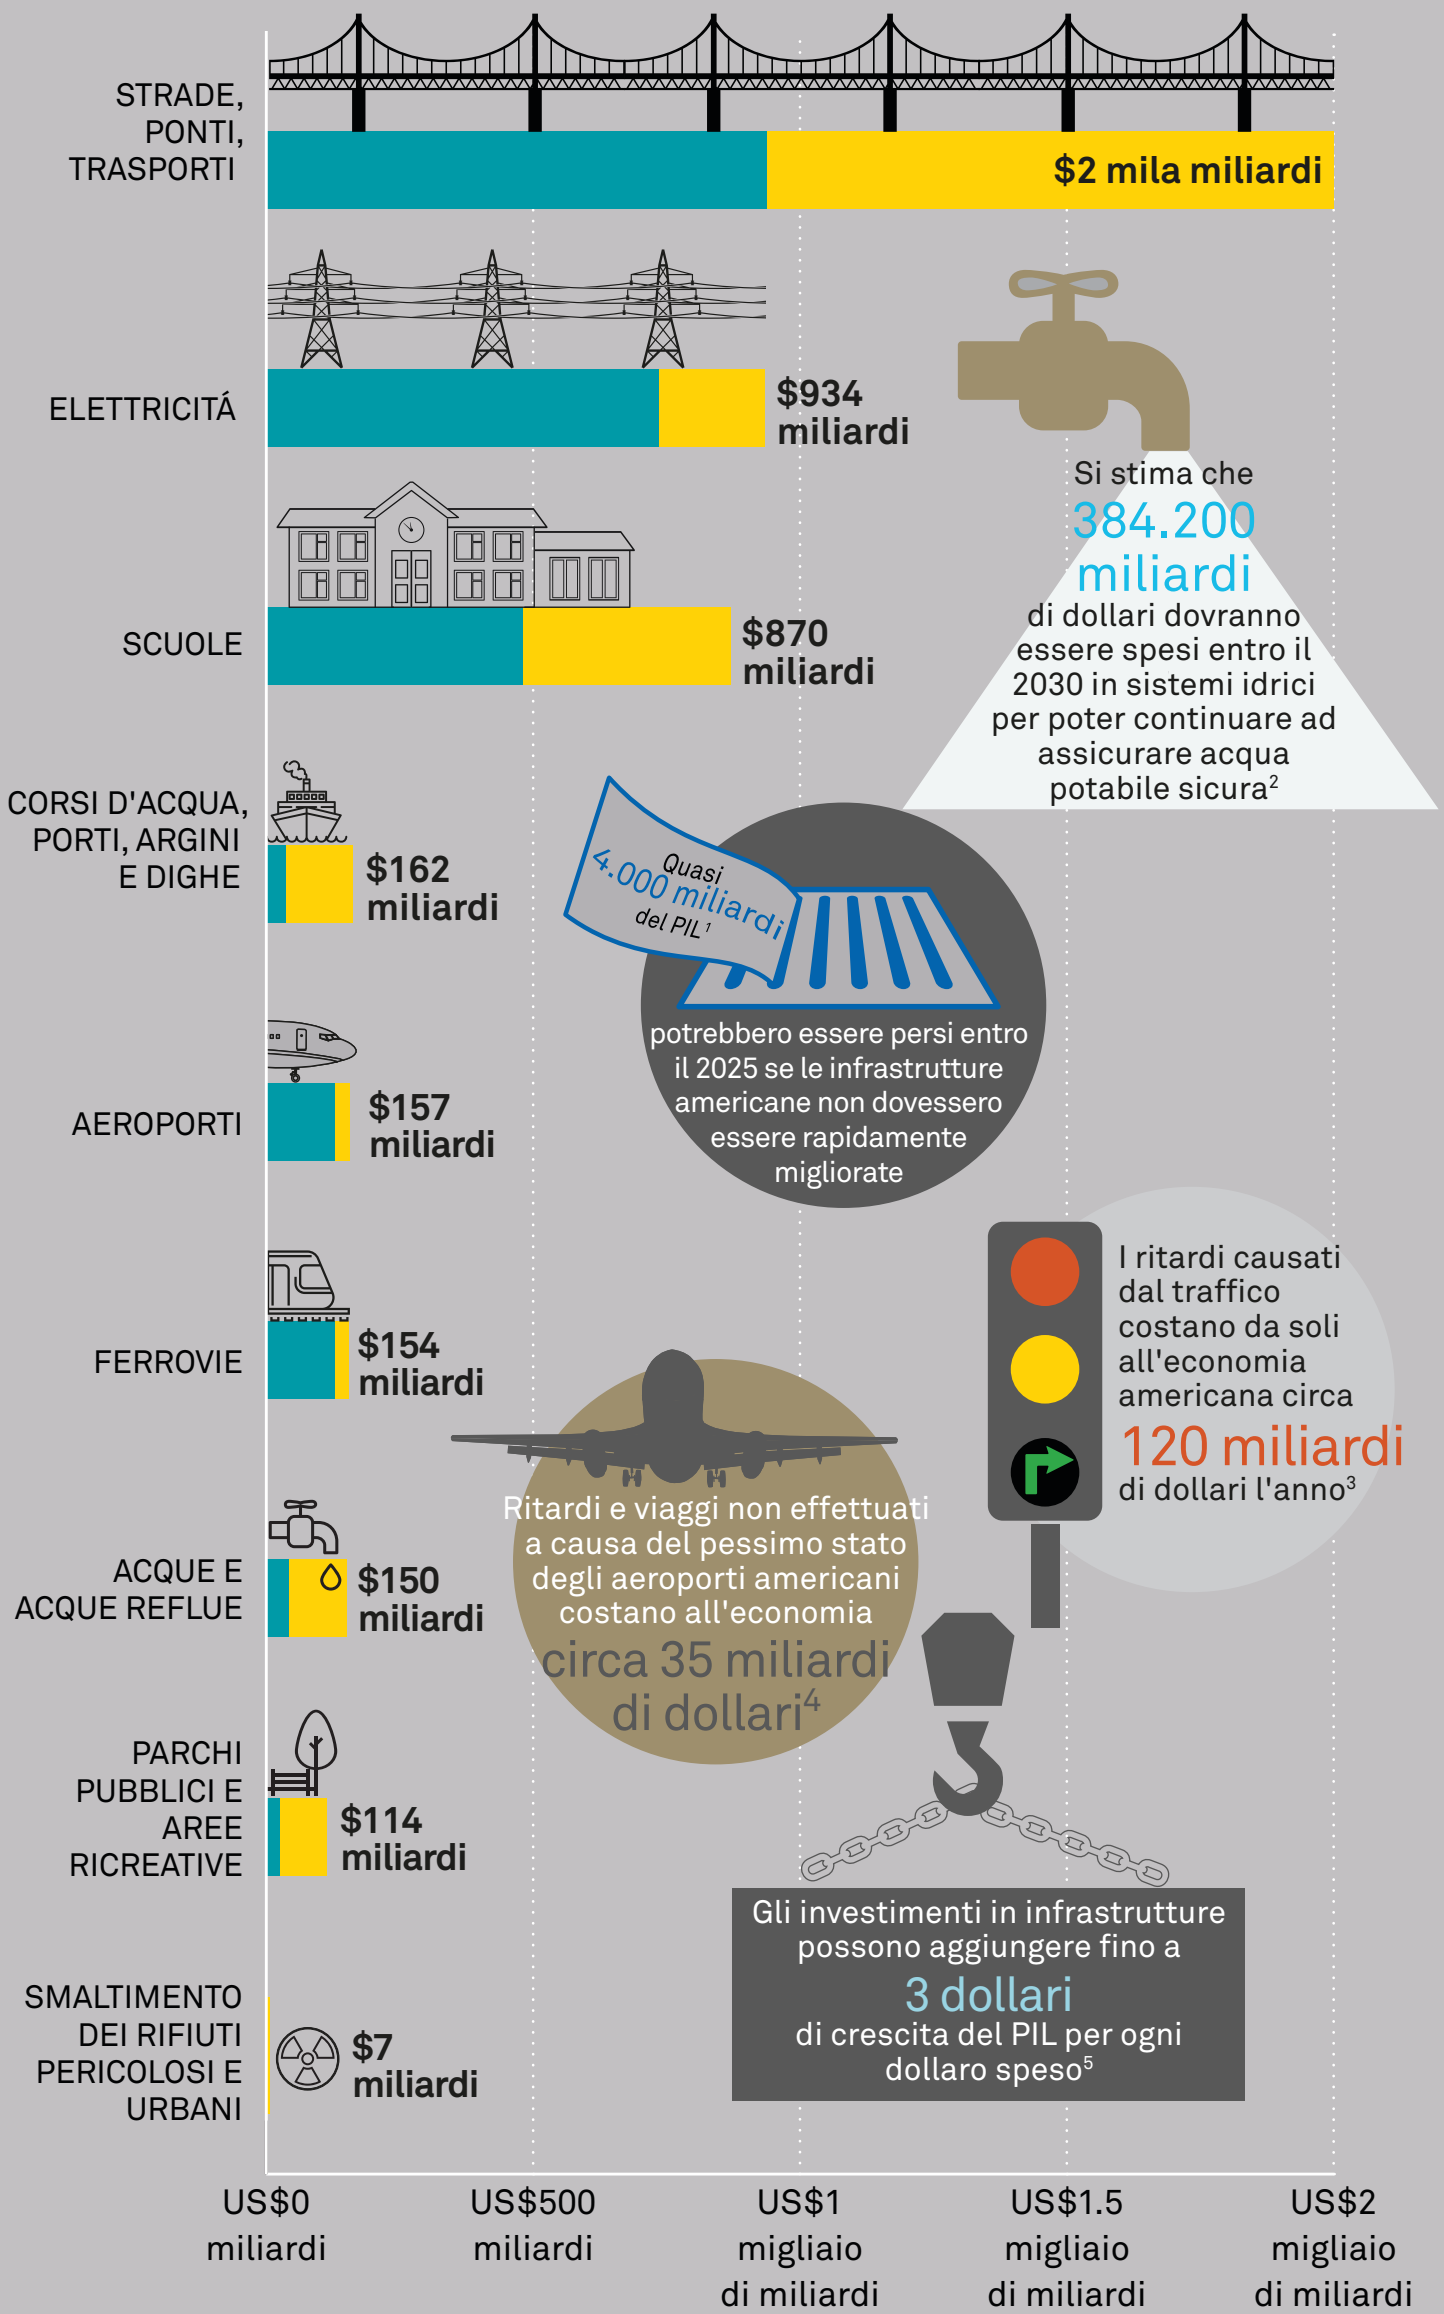 STRADE,
PONTI,
TRASPORTI
$2 mila miliardi
ELETTRICITÁ
$934
miliardi
Si stima che
384.200
miliardi
di dollari dovranno
essere spesi entro il
2030 in sistemi idrici
per poter continuare ad
assicurare acqua
potabile sicura²
SCUOLE
$870
miliardi
CORSI D'ACQUA,
PORTI, ARGINI
E DIGHE
$162
miliardi
Quasi
4.000 miliardi
del PIL¹
potrebbero essere persi entro
il 2025 se le infrastrutture
americane non dovessero
essere rapidamente
migliorate
AEROPORTI
$157
miliardi
I ritardi causati
dal traffico
costano da soli
all'economia
americana circa
120 miliardi
di dollari l'anno³
FERROVIE
$154
miliardi
Ritardi e viaggi non effettuati
a causa del pessimo stato
degli aeroporti americani
costano all'economia
circa 35 miliardi
di dollari⁴
ACQUE E
ACQUE REFLUE
$150
miliardi
PARCHI
PUBBLICI E
AREE
RICREATIVE
$114
miliardi
Gli investimenti in infrastrutture
possono aggiungere fino a
3 dollari
di crescita del PIL per ogni
dollaro speso⁵
SMALTIMENTO
DEI RIFIUTI
PERICOLOSI E
URBANI
$7
miliardi
US$0
miliardi
US$500
miliardi
US$1
migliaio
di miliardi
US$1.5
migliaio
di miliardi
US$2
migliaio
di miliardi